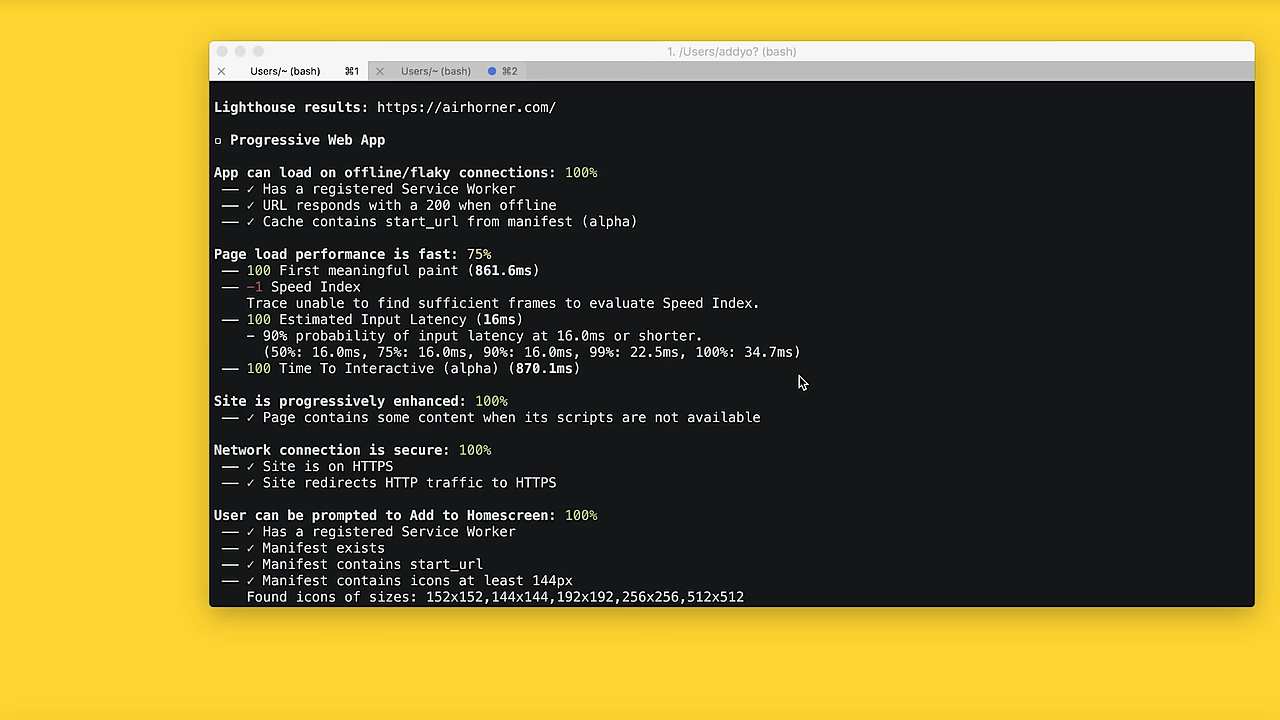 1. /Users/addyo? (bash)
Users/~ (bash) ⌘1 Users/~ (bash) ⌘2
Lighthouse results: https://airhorner.com/
Progressive Web App
App can load on offline/flaky connections: 100%
── ✓ Has a registered Service Worker
── ✓ URL responds with a 200 when offline
── ✓ Cache contains start_url from manifest (alpha)
Page load performance is fast: 75%
── 100 First meaningful paint (861.6ms)
── -1 Speed Index
Trace unable to find sufficient frames to evaluate Speed Index.
── 100 Estimated Input Latency (16ms)
- 90% probability of input latency at 16.0ms or shorter.
(50%: 16.0ms, 75%: 16.0ms, 90%: 16.0ms, 99%: 22.5ms, 100%: 34.7ms)
── 100 Time To Interactive (alpha) (870.1ms)
Site is progressively enhanced: 100%
── ✓ Page contains some content when its scripts are not available
Network connection is secure: 100%
── ✓ Site is on HTTPS
── ✓ Site redirects HTTP traffic to HTTPS
User can be prompted to Add to Homescreen: 100%
── ✓ Has a registered Service Worker
── ✓ Manifest exists
── ✓ Manifest contains start_url
── ✓ Manifest contains icons at least 144px
Found icons of sizes: 152x152,144x144,192x192,256x256,512x512